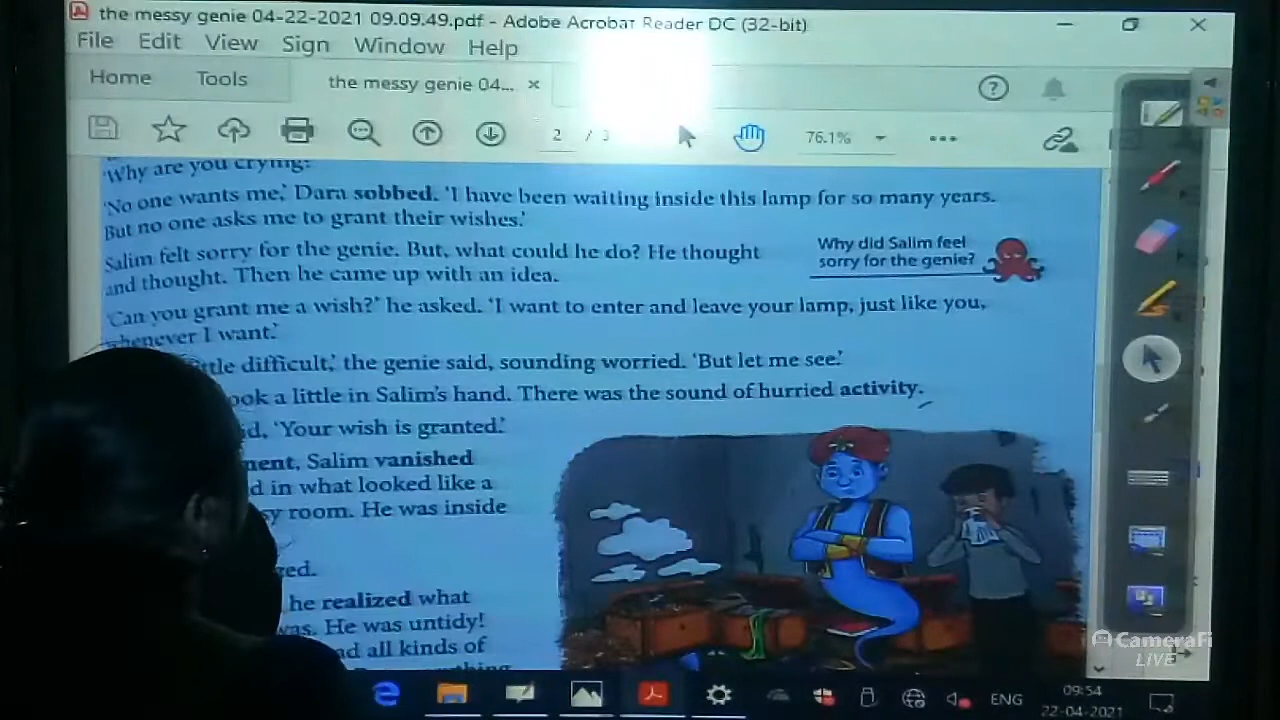 the messy genie 04-22-2021 09.09.49.pdf - Adobe Acrobat Reader DC (32-bit)
File Edit View Sign Window Help
Home Tools the messy genie 04... ×
2 / 3 76.1%
'Why are you crying?
'No one wants me,' Dara sobbed. 'I have been waiting inside this lamp for so many years.
But no one asks me to grant their wishes.'
Salim felt sorry for the genie. But, what could he do? He thought
and thought. Then he came up with an idea.
Why did Salim feel
sorry for the genie?
'Can you grant me a wish?' he asked. 'I want to enter and leave your lamp, just like you,
whenever I want.'
ttle difficult,' the genie said, sounding worried. 'But let me see.'
ook a little in Salim's hand. There was the sound of hurried activity.
d, 'Your wish is granted.'
ment, Salim vanished
d in what looked like a
sy room. He was inside
ged.
he realized what
was. He was untidy!
ad all kinds of
CameraFi
LIVE
ENG
09:54
22-04-2021